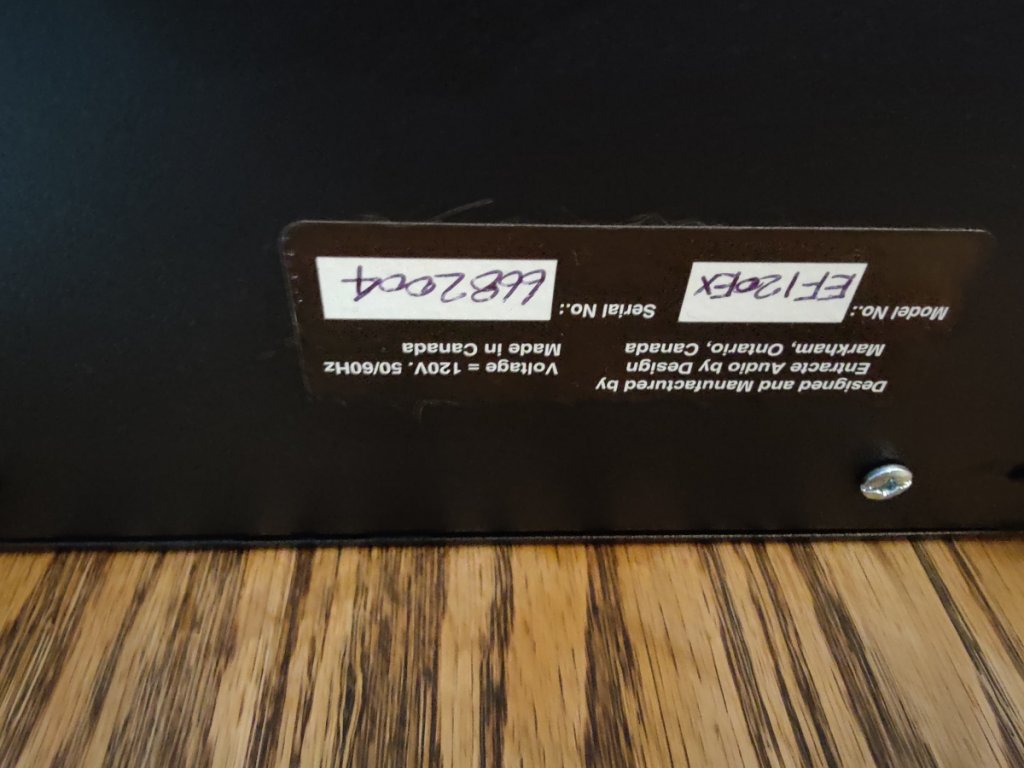 Designed and Manufactured by
Entracte Audio by Design
Markham, Ontario, Canada
Voltage = 120V. 50/60Hz
Made in Canada
Model No.: EF120EX
Serial No.: 6682004